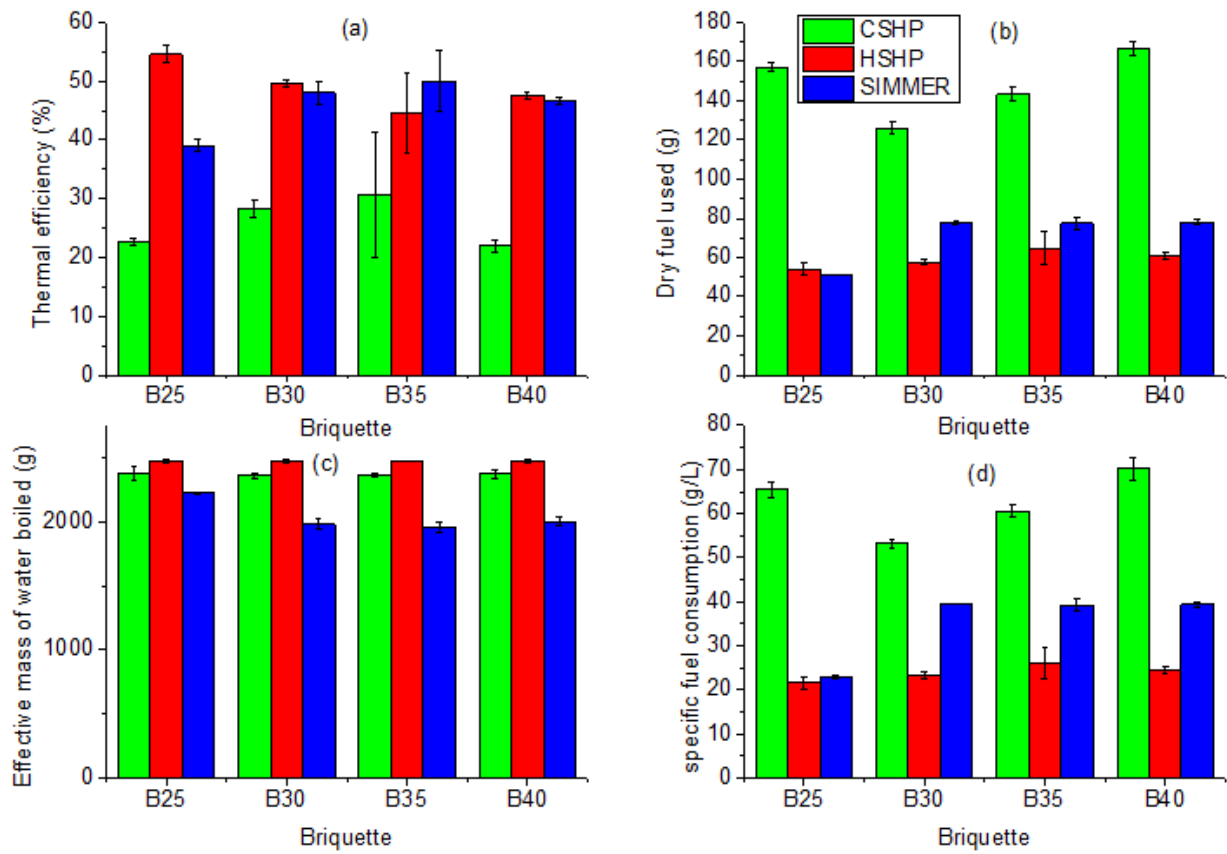 (a)
Thermal efficiency (%)
60
50
40
30
20
10
0
B25 B30 B35 B40
Briquette
(b)
CSHP
HSHP
SIMMER
Dry fuel used (g)
180
160
140
120
100
80
60
40
20
0
B25 B30 B35 B40
Briquette
(c)
Effective mass of water boiled (g)
2000
1000
0
B25 B30 B35 B40
Briquette
(d)
specific fuel consumption (g/L)
80
70
60
50
40
30
20
10
0
B25 B30 B35 B40
Briquette